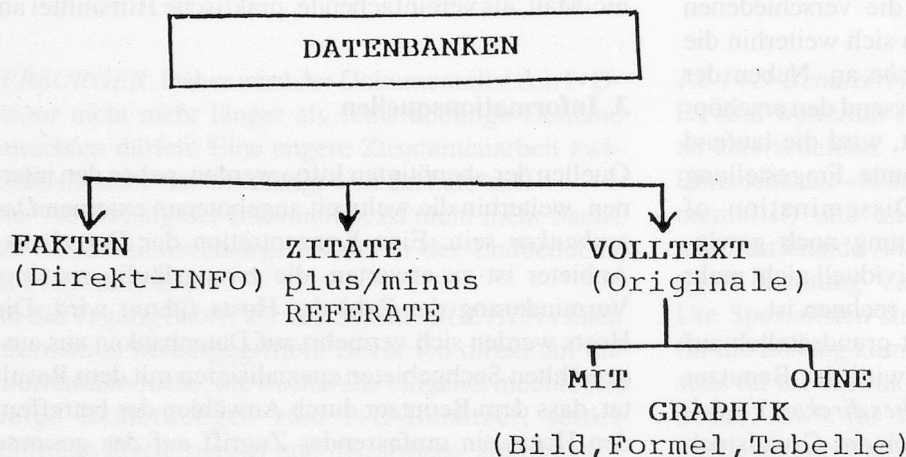 DATENBANKEN
FAKTEN ZITATE VOLLTEXT
(Direkt-INFO) plus/minus Originale
REFERATE
MIT OHNE
GRAPHIK
(Bild,Formel,Tabelle)